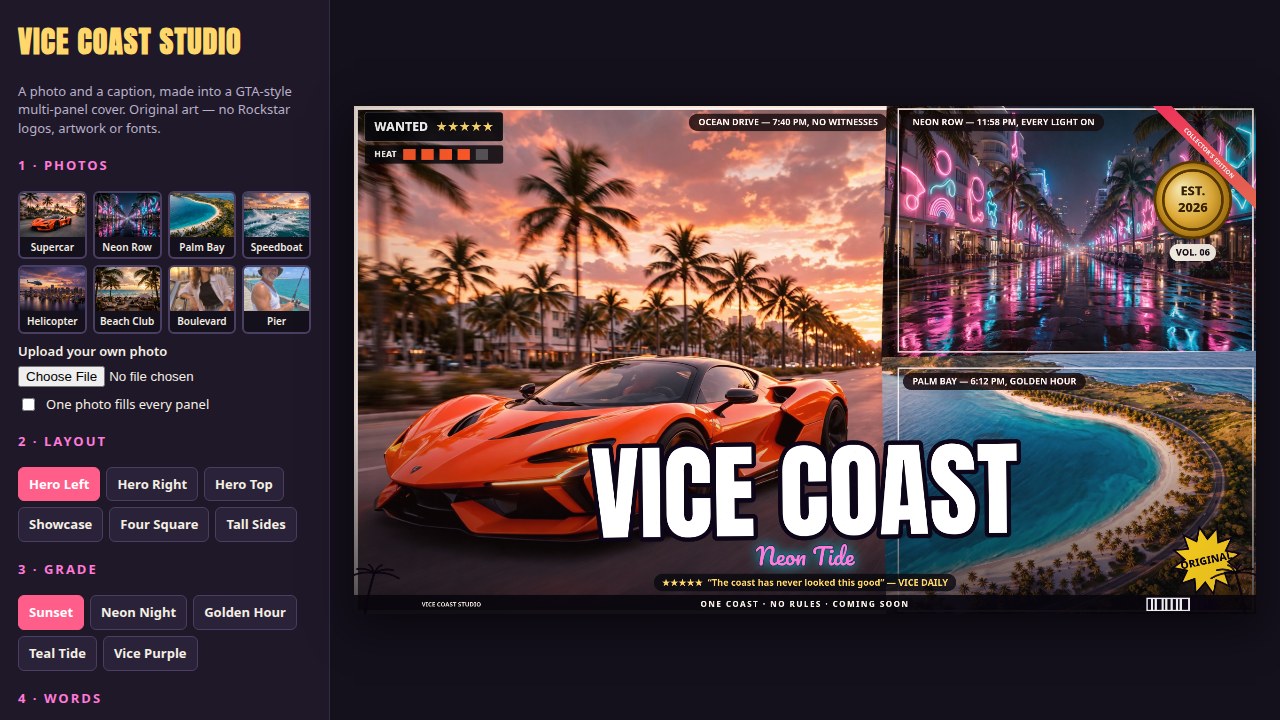 VICE COAST STUDIO
A photo and a caption, made into a GTA-style
multi-panel cover. Original art — no Rockstar
logos, artwork or fonts.
1 · PHOTOS
Supercar
Neon Row
Palm Bay
Speedboat
Helicopter
Beach Club
Boulevard
Pier
Upload your own photo
Choose File No file chosen
One photo fills every panel
2 · LAYOUT
Hero Left
Hero Right
Hero Top
Showcase
Four Square
Tall Sides
3 · GRADE
Sunset
Neon Night
Golden Hour
Teal Tide
Vice Purple
4 · WORDS
WANTED ★★★★★
HEAT
OCEAN DRIVE — 7:40 PM, NO WITNESSES
NEON ROW — 11:58 PM, EVERY LIGHT ON
COLLECTOR'S EDITION
EST.
2026
VOL. 06
PALM BAY — 6:12 PM, GOLDEN HOUR
VICE COAST
Neon Tide
★★★★★ “The coast has never looked this good” — VICE DAILY
ORIGINAL
VICE COAST STUDIO
ONE COAST · NO RULES · COMING SOON